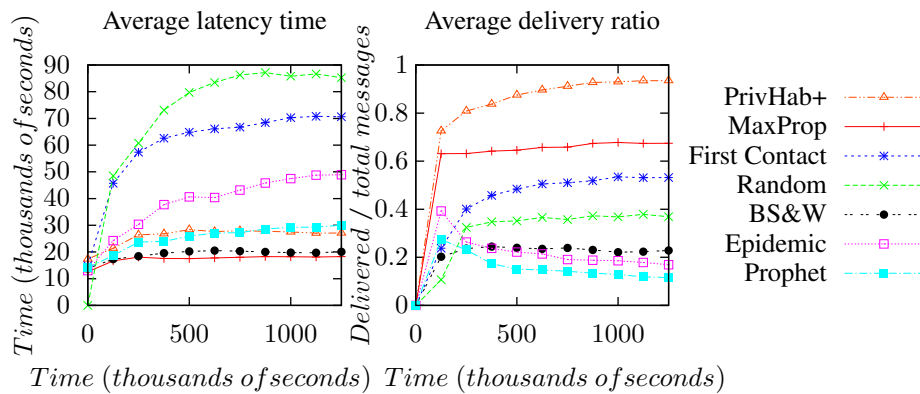 Average latency time
Time (thousands of seconds)
90
80
70
60
50
40
30
20
10
0
0
500
1000
Time (thousands of seconds)
Average delivery ratio
Delivered / total messages
1
0.8
0.6
0.4
0.2
0
0
500
1000
Time (thousands of seconds)
PrivHab+
MaxProp
First Contact
Random
BS&W
Epidemic
Prophet